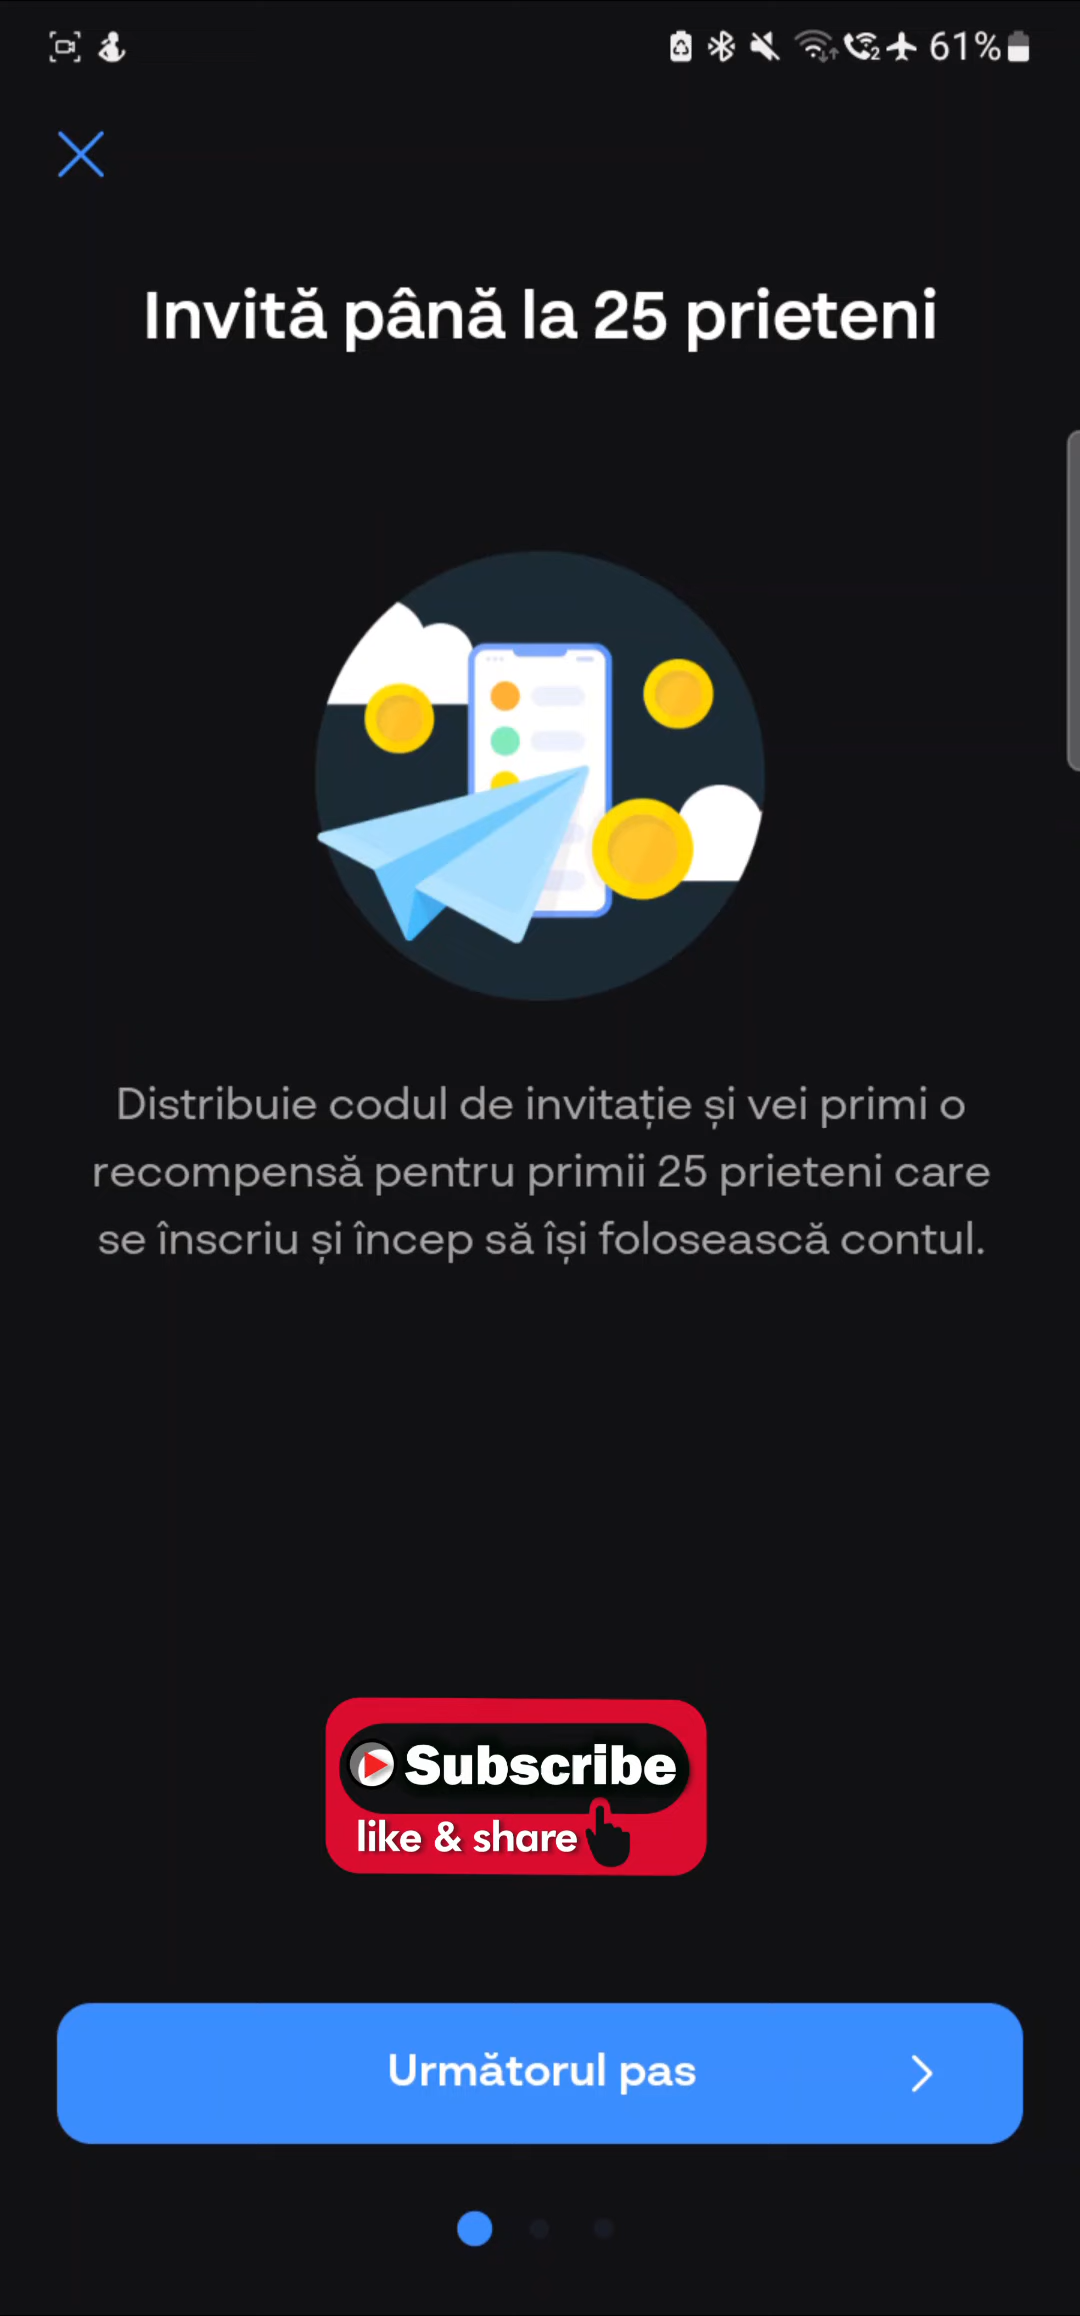 61%
Invită până la 25 prieteni
Distribuie codul de invitație și vei primi o
recompensă pentru primii 25 prieteni care
se înscriu și încep să își folosească contul.
Subscribe
like & share
Următorul pas